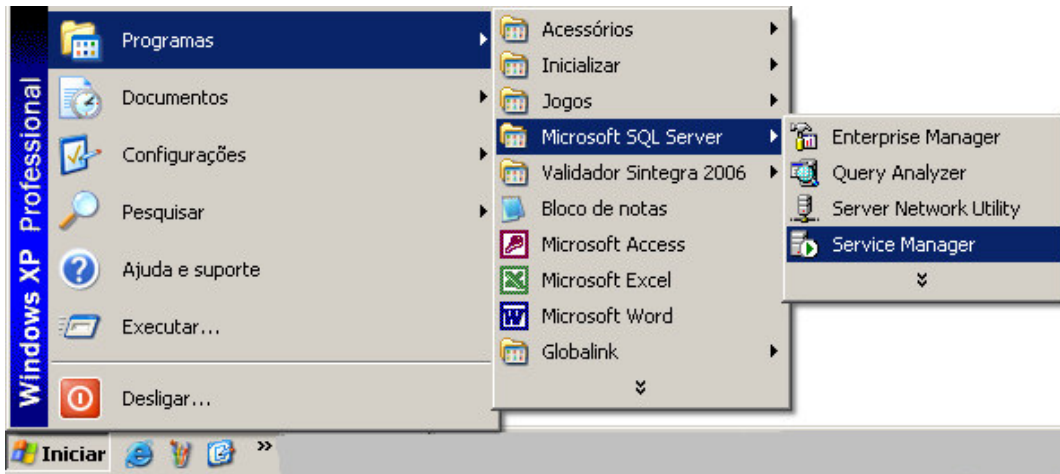 Windows XP Professional
Programas
Documentos
Configurações
Pesquisar
Ajuda e suporte
Executar...
Desligar...
Acessórios
Inicializar
Jogos
Microsoft SQL Server
Validador Sintegra 2006
Bloco de notas
Microsoft Access
Microsoft Excel
Microsoft Word
Globalink
Enterprise Manager
Query Analyzer
Server Network Utility
Service Manager
Iniciar